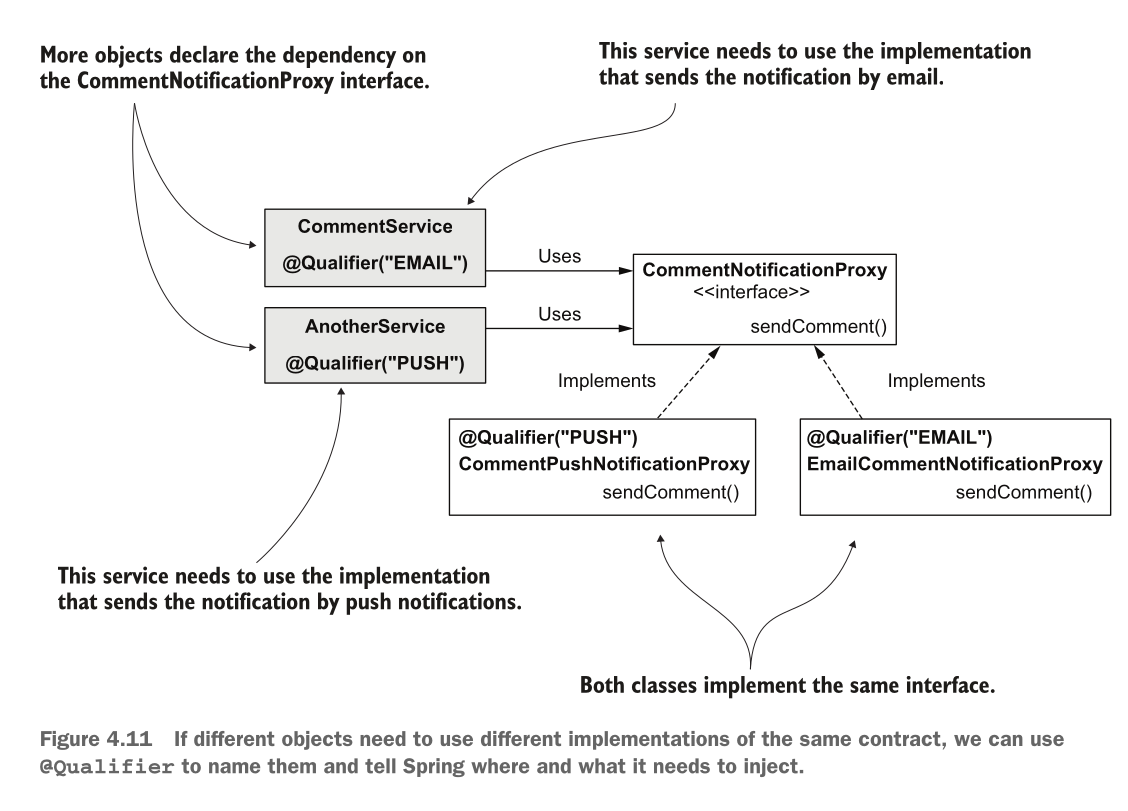 More objects declare the dependency on
the CommentNotificationProxy interface.
This service needs to use the implementation
that sends the notification by email.
CommentService
@Qualifier("EMAIL")
Uses
CommentNotificationProxy
<<interface>>
sendComment()
AnotherService
@Qualifier("PUSH")
Uses
Implements
Implements
@Qualifier("PUSH")
CommentPushNotificationProxy
sendComment()
@Qualifier("EMAIL")
EmailCommentNotificationProxy
sendComment()
This service needs to use the implementation
that sends the notification by push notifications.
Both classes implement the same interface.
Figure 4.11 If different objects need to use different implementations of the same contract, we can use
@Qualifier to name them and tell Spring where and what it needs to inject.